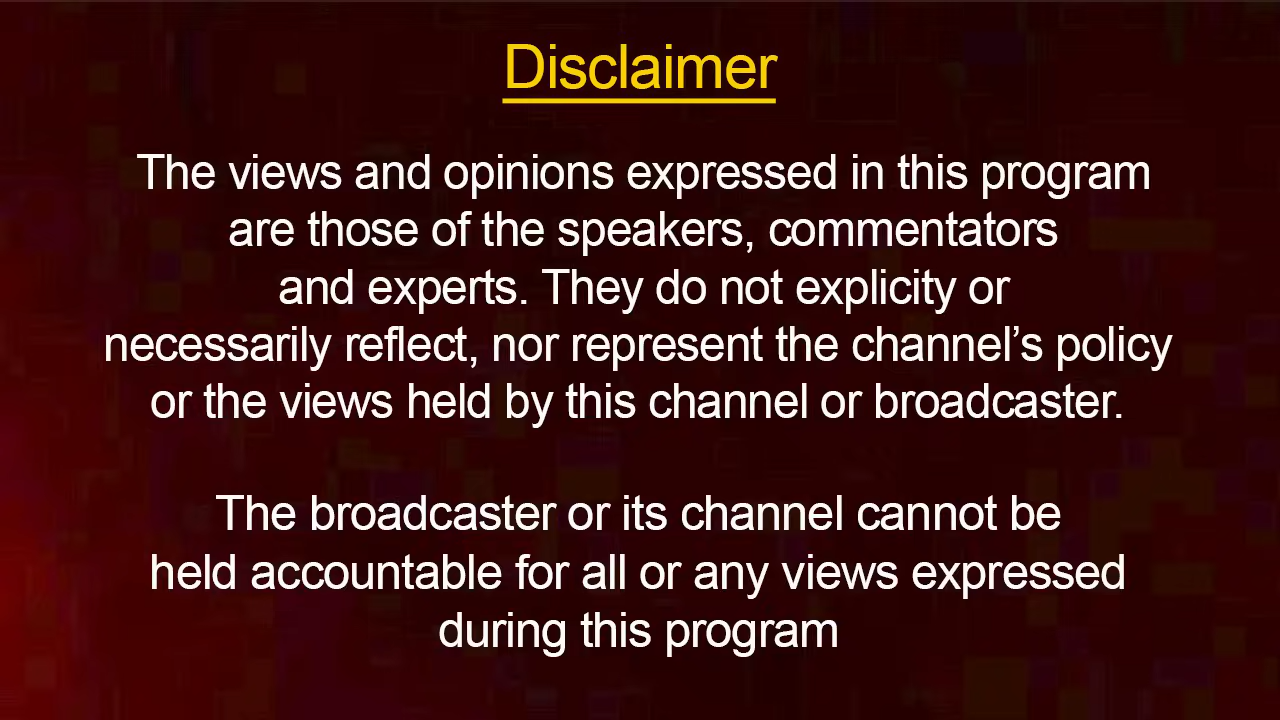 Disclaimer
The views and opinions expressed in this program
are those of the speakers, commentators
and experts. They do not explicity or
necessarily reflect, nor represent the channel’s policy
or the views held by this channel or broadcaster.
The broadcaster or its channel cannot be
held accountable for all or any views expressed
during this program